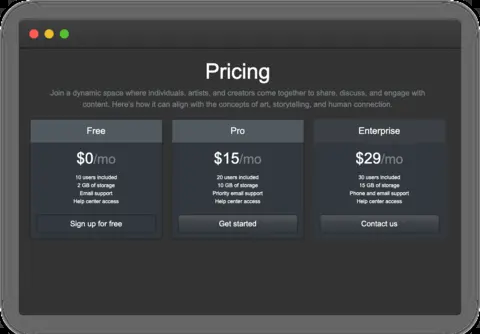 Pricing
Join a dynamic space where individuals, artists, and creators come together to share, discuss, and engage with
content. Here's how it can align with the concepts of art, storytelling, and human connection.
Free
$0/mo
10 users included
2 GB of storage
Email support
Help center access
Sign up for free
Pro
$15/mo
20 users included
10 GB of storage
Priority email support
Help center access
Get started
Enterprise
$29/mo
30 users included
15 GB of storage
Phone and email support
Help center access
Contact us